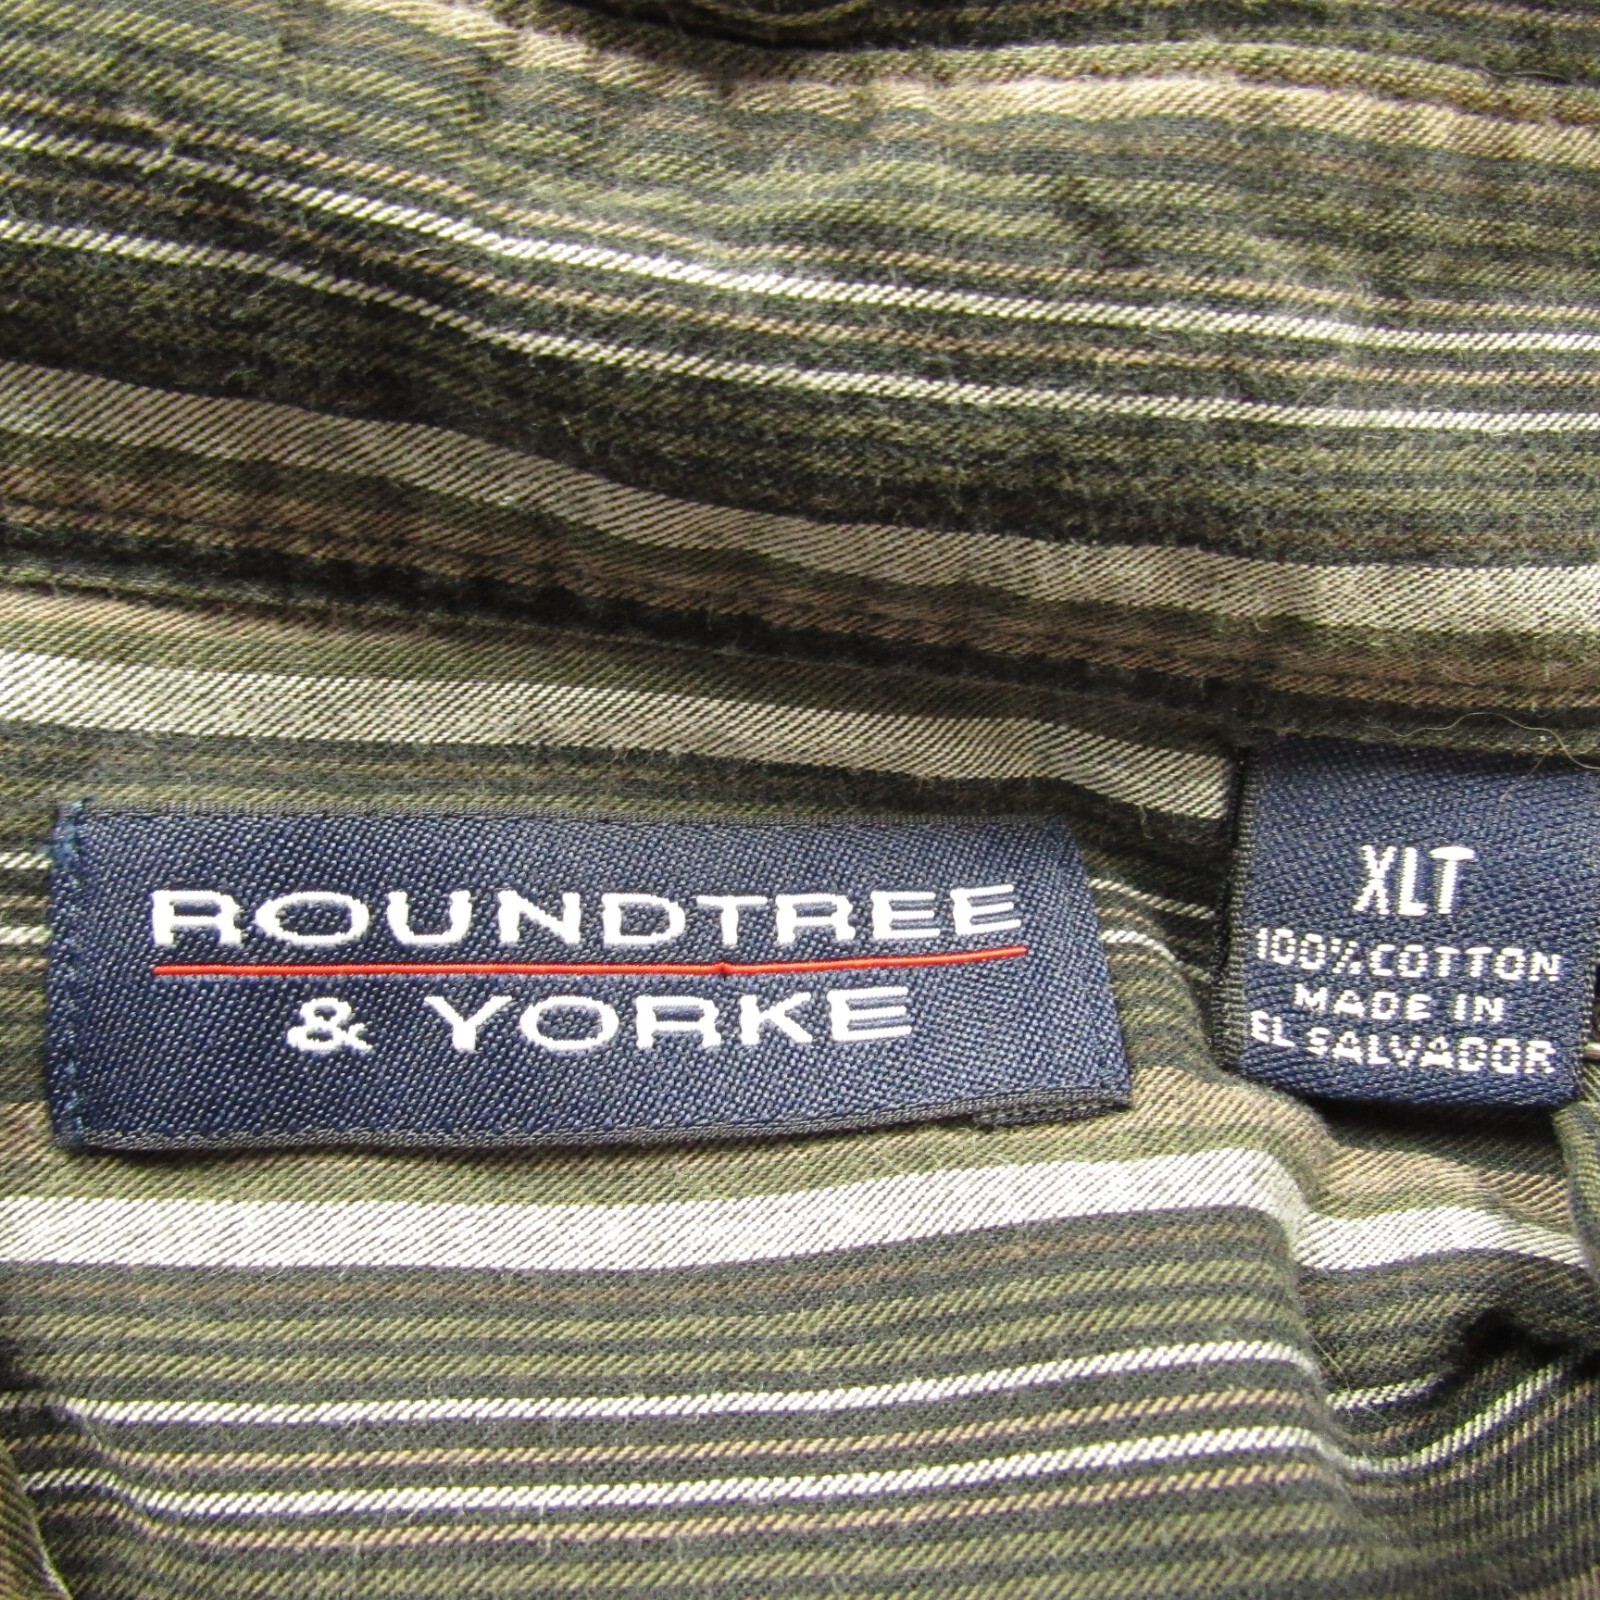 ROUNDTREE
& YORKE
XLT
100% COTTON
MADE IN
EL SALVADOR